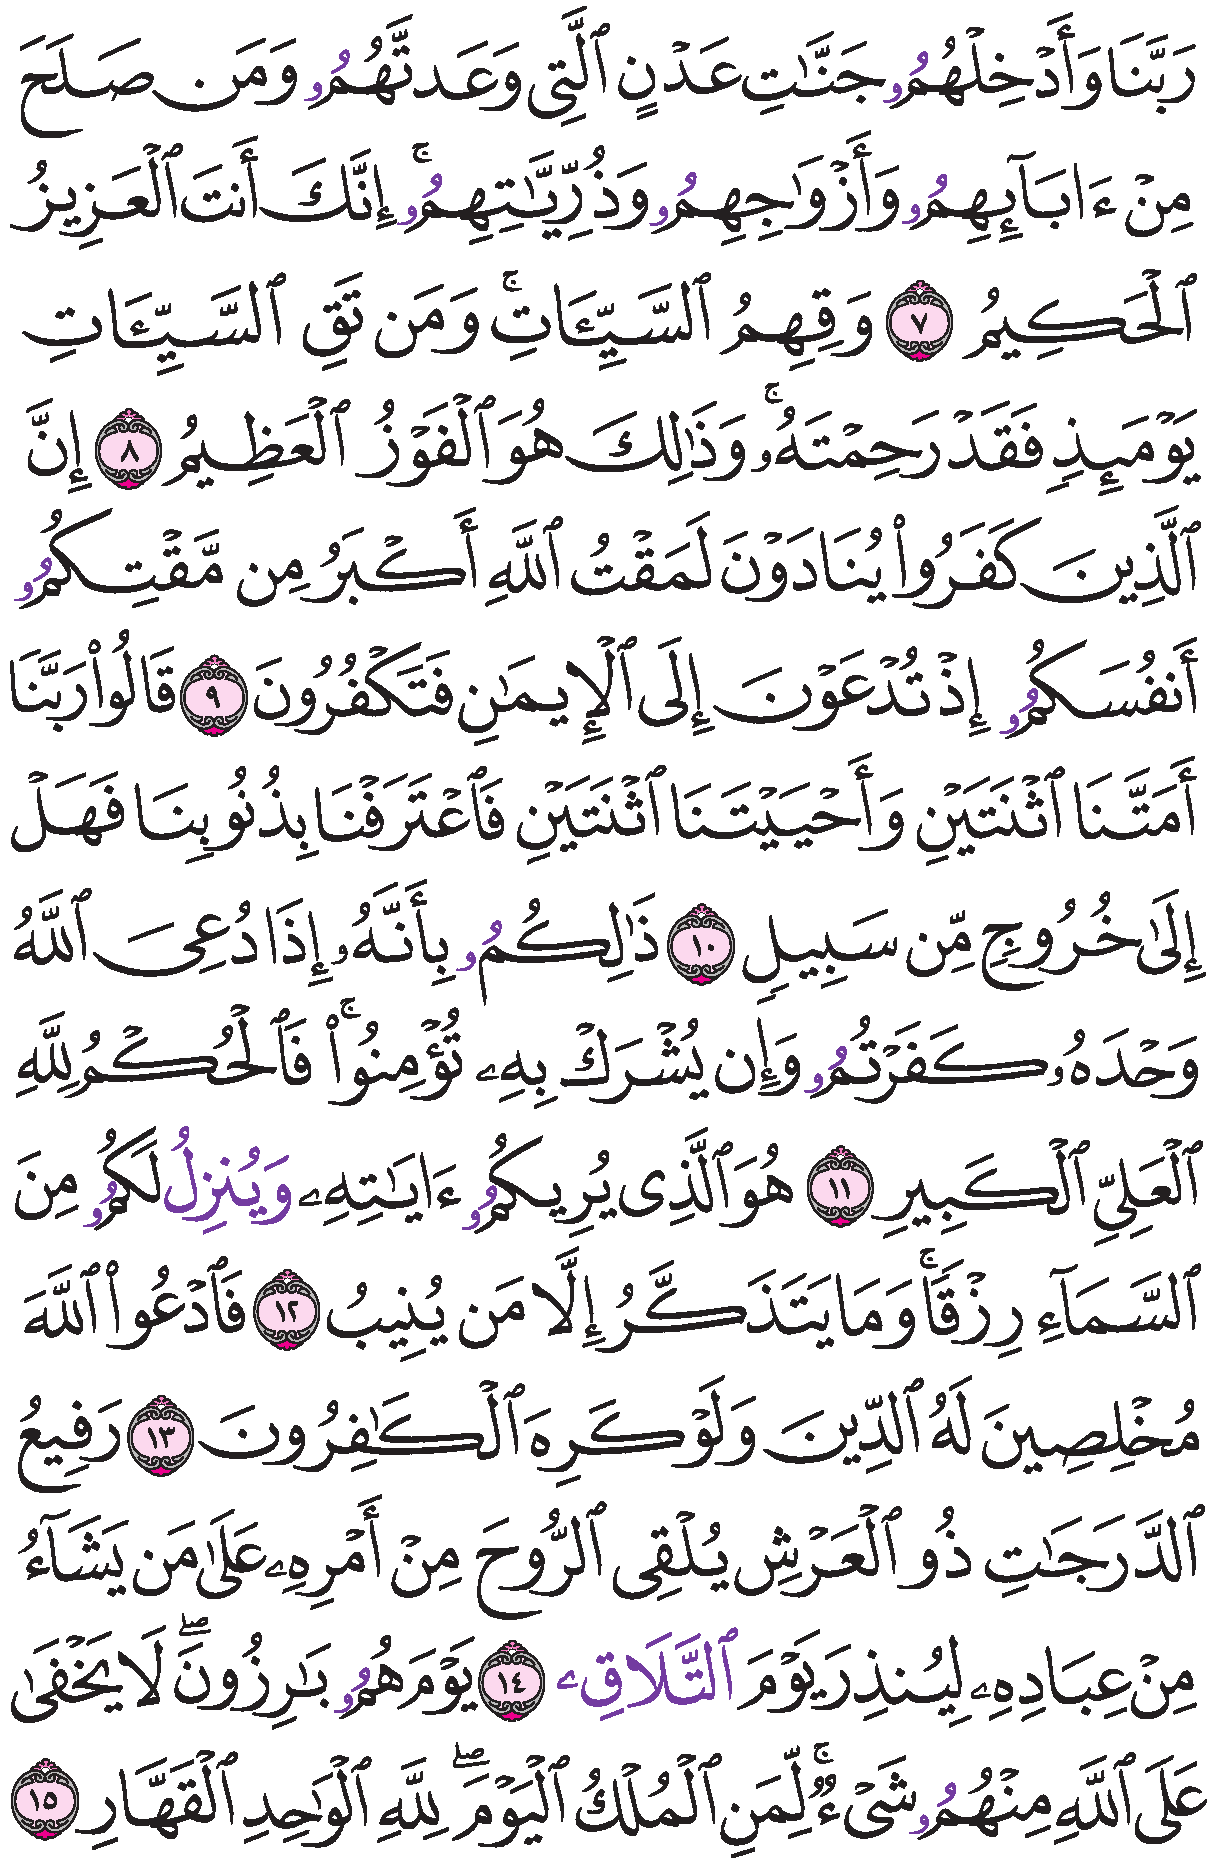 رَبَّنَا وَأَدۡخِلۡهُمُۥ جَنَّٰتِ عَدۡنٍ ٱلَّتِي وَعَدتَّهُمُۥ وَمَن صَلَحَ
مِنۡ ءَابَآئِهِمُۥ وَأَزۡوَٰجِهِمُۥ وَذُرِّيَّٰتِهِمُۥۚ إِنَّكَ أَنتَ ٱلۡعَزِيزُ
ٱلۡحَكِيمُ ٧ وَقِهِمُ ٱلسَّيِّـَٔاتِۚ وَمَن تَقِ ٱلسَّيِّـَٔاتِ
يَوۡمَئِذٖ فَقَدۡ رَحِمۡتَهُۥۚ وَذَٰلِكَ هُوَ ٱلۡفَوۡزُ ٱلۡعَظِيمُ ٨ إِنَّ
ٱلَّذِينَ كَفَرُواْ يُنَادَوۡنَ لَمَقۡتُ ٱللَّهِ أَكۡبَرُ مِن مَّقۡتِكُمُۥ
أَنفُسَكُمُۥ إِذۡ تُدۡعَوۡنَ إِلَى ٱلۡإِيمَٰنِ فَتَكۡفُرُونَ ٩ قَالُواْ رَبَّنَا
أَمَتَّنَا ٱثۡنَتَيۡنِ وَأَحۡيَيۡتَنَا ٱثۡنَتَيۡنِ فَٱعۡتَرَفۡنَا بِذُنُوبِنَا فَهَلۡ
إِلَىٰ خُرُوجٖ مِّن سَبِيلٖ ١٠ ذَٰلِكُمُۥ بِأَنَّهُۥ إِذَا دُعِيَ ٱللَّهُ
وَحۡدَهُۥ كَفَرۡتُمُۥ وَإِن يُشۡرَكۡ بِهِۦ تُؤۡمِنُواْۚ فَٱلۡحُكۡمُ لِلَّهِ
ٱلۡعَلِيِّ ٱلۡكَبِيرِ ١١ هُوَ ٱلَّذِي يُرِيكُمُۥ ءَايَٰتِهِۦ وَيُنۡزِلُ لَكُمُۥ مِنَ
ٱلسَّمَآءِ رِزۡقٗاۚ وَمَا يَتَذَكَّرُ إِلَّا مَن يُنِيبُ ١٢ فَٱدۡعُواْ ٱللَّهَ
مُخۡلِصِينَ لَهُ ٱلدِّينَ وَلَوۡ كَرِهَ ٱلۡكَٰفِرُونَ ١٣ رَفِيعُ
ٱلدَّرَجَٰتِ ذُو ٱلۡعَرۡشِ يُلۡقِي ٱلرُّوحَ مِنۡ أَمۡرِهِۦ عَلَىٰ مَن يَشَآءُ
مِنۡ عِبَادِهِۦ لِيُنذِرَ يَوۡمَ ٱلتَّلَاقِۦ ١٤ يَوۡمَ هُمُۥ بَٰرِزُونَۖ لَا يَخۡفَىٰ
عَلَى ٱللَّهِ مِنۡهُمُۥ شَيۡءٞۚ لِّمَنِ ٱلۡمُلۡكُ ٱلۡيَوۡمَۖ لِلَّهِ ٱلۡوَٰحِدِ ٱلۡقَهَّارِ ١٥